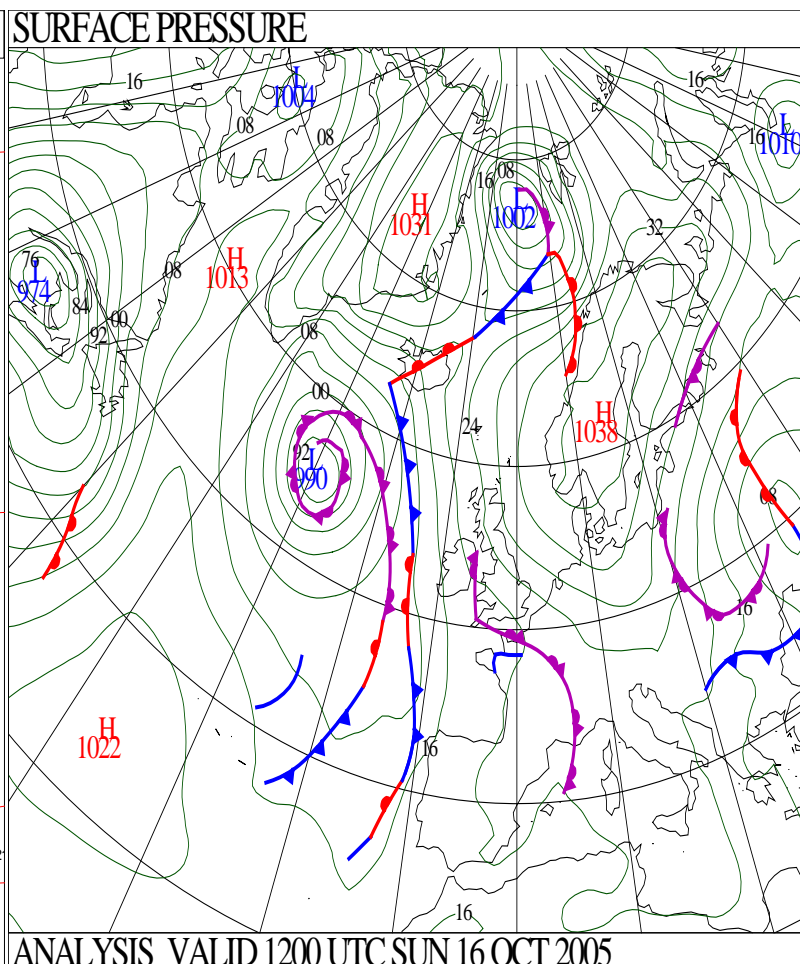 SURFACE PRESSURE
16
L
1004
16
L
1010
16
08
08
08
16
L
1002
H
1031
32
76
L
974
H
1013
08
84
00
92
08
00
H
1038
24
92
L
990
08
16
H
1022
16
16
ANALYSIS VALID 1200 UTC SUN 16 OCT 2005